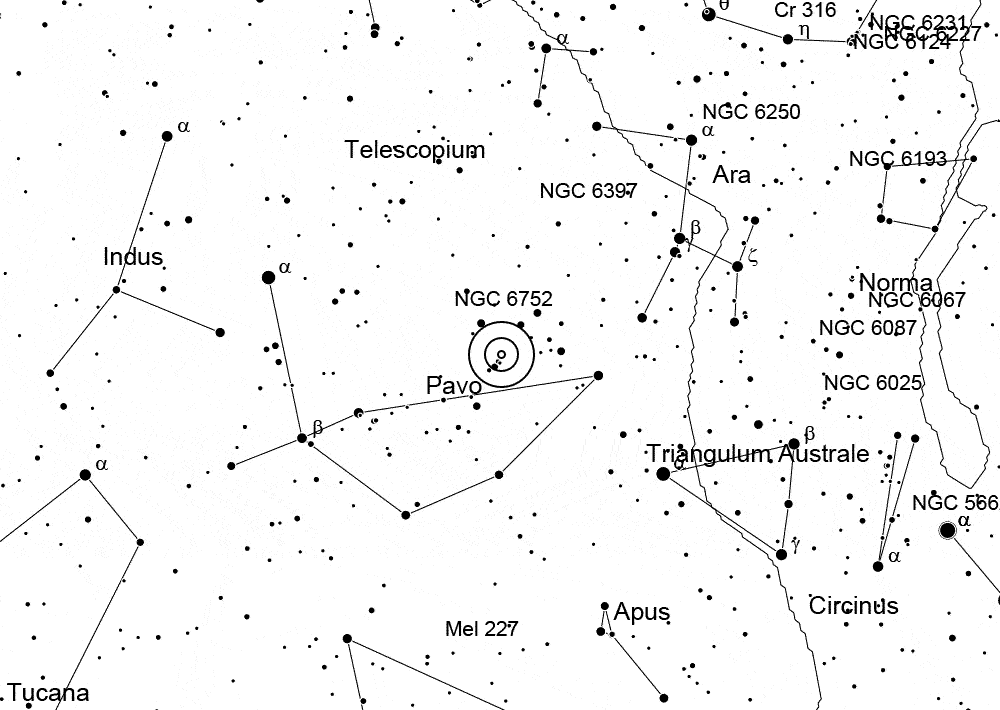 θ
Cr 316
η
NGC 6231
NGC 6227
NGC 6124
α
NGC 6250
α
α
Telescopium
NGC 6193
Ara
NGC 6397
β
γ
ζ
Indus
α
Norma
NGC 6752
NGC 6067
NGC 6087
NGC 6025
Pavo
β
β
Triangulum Australe
α
α
NGC 566
α
γ
α
Circinus
Apus
Mel 227
Tucana